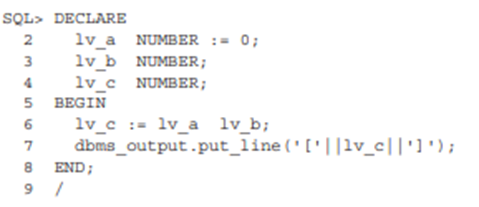 SQL> DECLARE
2 lv_a NUMBER := 0;
3 lv_b NUMBER;
4 lv_c NUMBER;
5 BEGIN
6 lv_c := lv_a lv_b;
7 dbms_output.put_line('['||lv_c||']');
8 END;
9 /